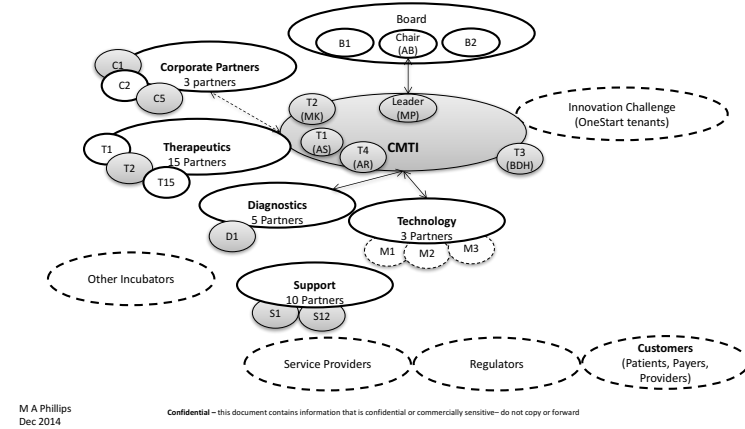 Board
B1
Chair
(AB)
B2
C1
Corporate Partners
3 partners
C2
C5
T2
(MK)
Leader
(MP)
Innovation Challenge
(OneStart tenants)
T1
(AS)
T4
(AR)
CMTI
T3
(BDH)
T1
Therapeutics
15 Partners
T2
T15
Diagnostics
5 Partners
D1
Technology
3 Partners
M1
M2
M3
Other Incubators
Support
10 Partners
S1
S12
Service Providers
Regulators
Customers
(Patients, Payers,
Providers)
M A Phillips
Dec 2014
Confidential – this document contains information that is confidential or commercially sensitive– do not copy or forward